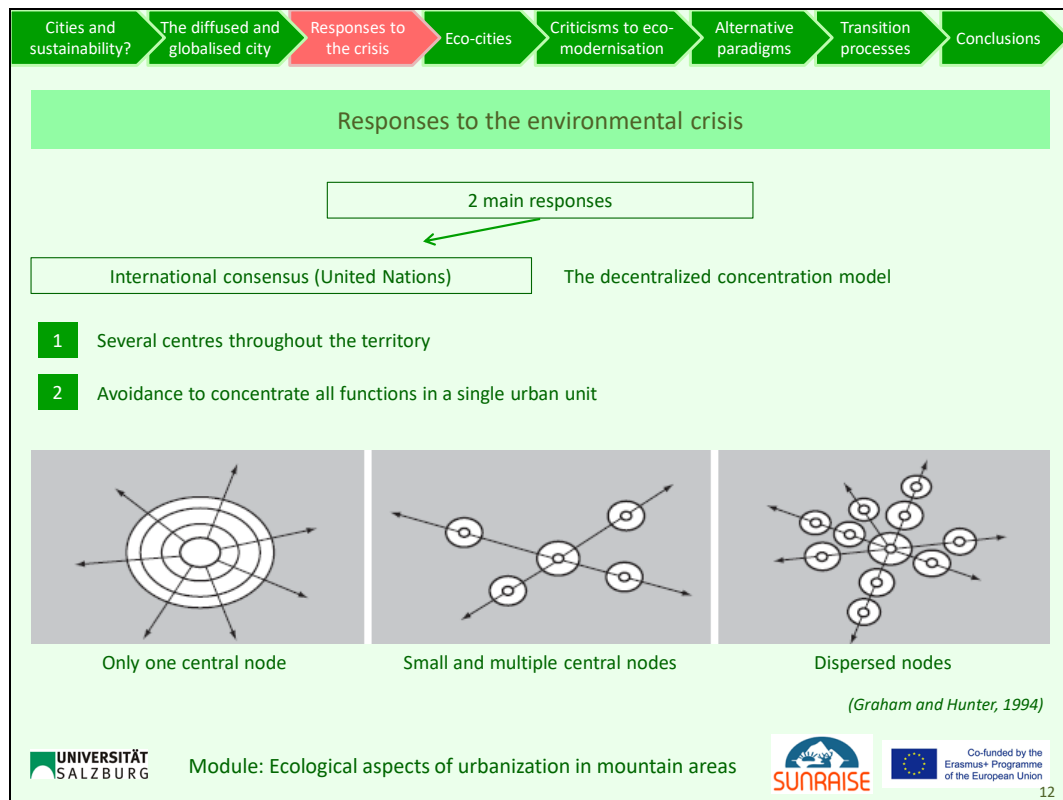 Cities and
sustainability?
The diffused and
globalised city
Responses to
the crisis
Eco-cities
Criticisms to eco-
modernisation
Alternative
paradigms
Transition
processes
Conclusions
Responses to the environmental crisis
2 main responses
International consensus (United Nations)
The decentralized concentration model
1 Several centres throughout the territory
2 Avoidance to concentrate all functions in a single urban unit
Only one central node
Small and multiple central nodes
Dispersed nodes
(Graham and Hunter, 1994)
UNIVERSITÄT
SALZBURG
Module: Ecological aspects of urbanization in mountain areas
SUNRAISE
Co-funded by the
Erasmus+ Programme
of the European Union
12